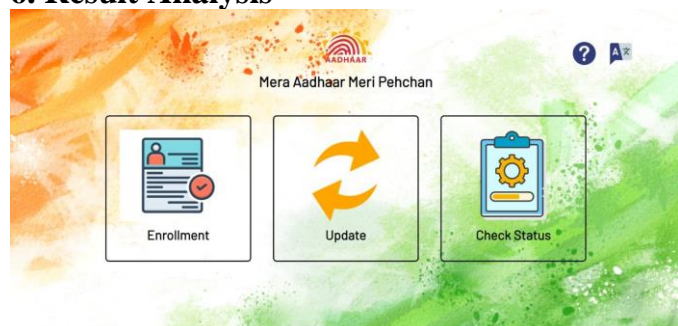 6. Result Analysis
AADHAAR
Mera Aadhaar Meri Pehchan
Enrollment
Update
Check Status